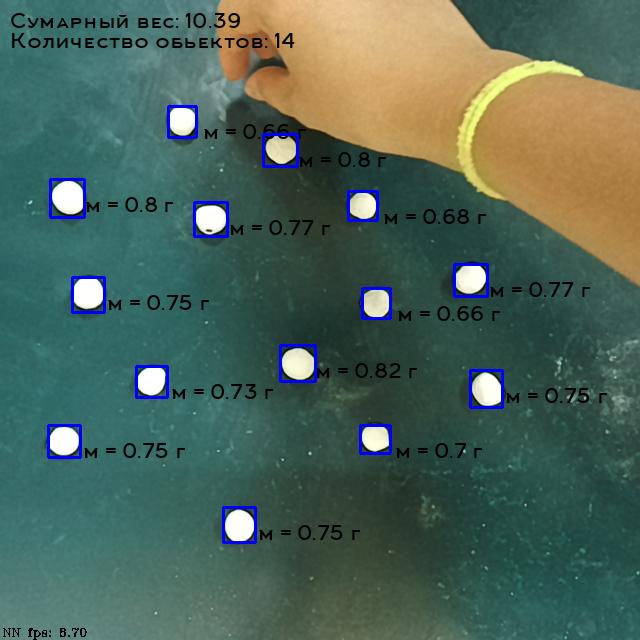 Сумарный вес: 10.39
Количество обьектов: 14
м = 0.66 г
м = 0.8 г
м = 0.8 г
м = 0.68 г
м = 0.77 г
м = 0.77 г
м = 0.75 г
м = 0.66 г
м = 0.82 г
м = 0.73 г
м = 0.75 г
м = 0.75 г
м = 0.7 г
м = 0.75 г
NN fps: 8.70